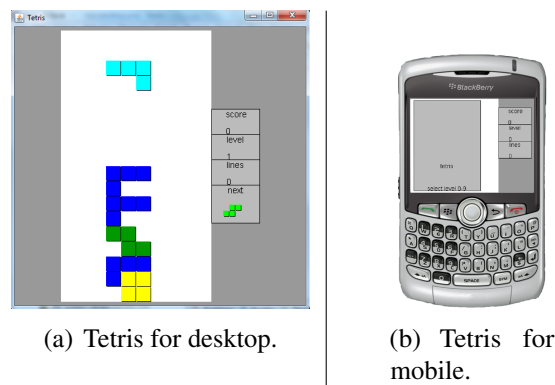 Tetris
score
0
level
1
lines
0
next
(a) Tetris for desktop.
BlackBerry
score
0
level
0
lines
0
tetris
select level 0-9
SPACE
(b) Tetris for
mobile.